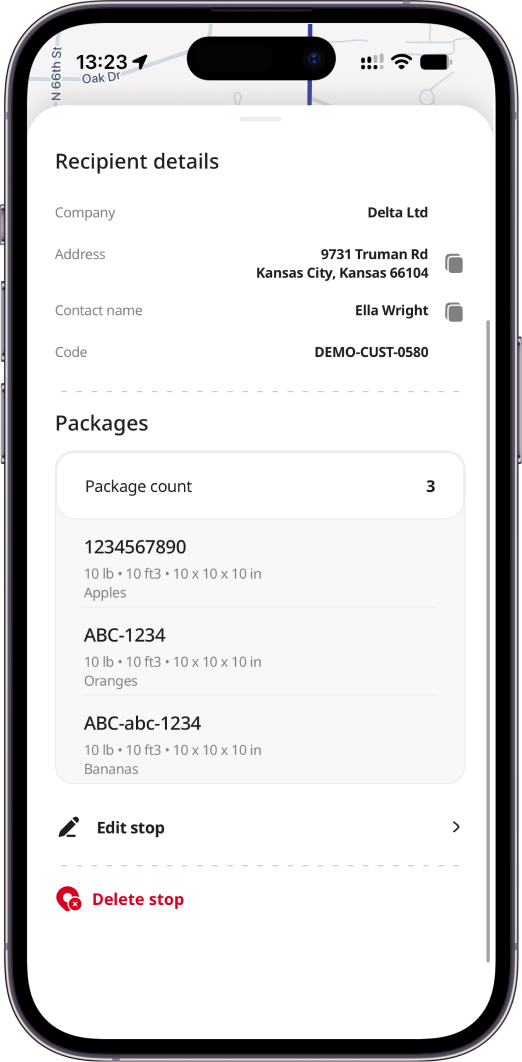 N 66th St
13:23
Oak Dr
Recipient details
Company Delta Ltd
Address 9731 Truman Rd
Kansas City, Kansas 66104
Contact name Ella Wright
Code DEMO-CUST-0580
Packages
Package count 3
1234567890
10 lb • 10 ft3 • 10 x 10 x 10 in
Apples
ABC-1234
10 lb • 10 ft3 • 10 x 10 x 10 in
Oranges
ABC-abc-1234
10 lb • 10 ft3 • 10 x 10 x 10 in
Bananas
Edit stop
Delete stop